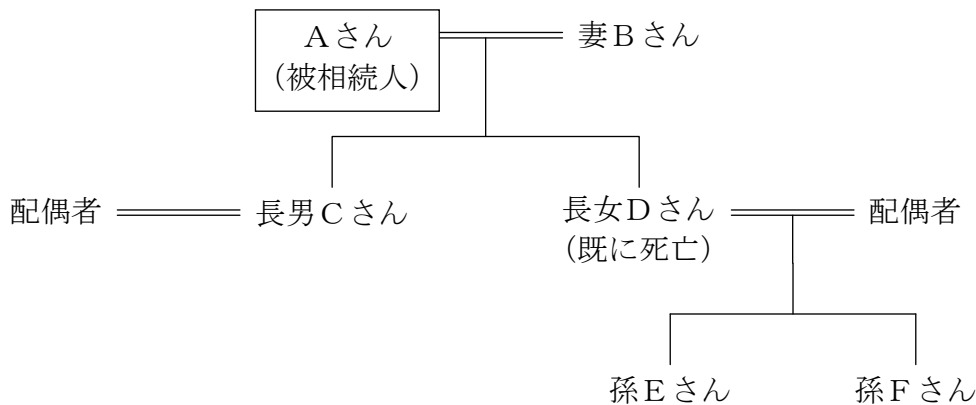 Aさん
(被相続人)
妻Bさん
配偶者
長男Cさん
長女Dさん
(既に死亡)
配偶者
孫Eさん
孫Fさん